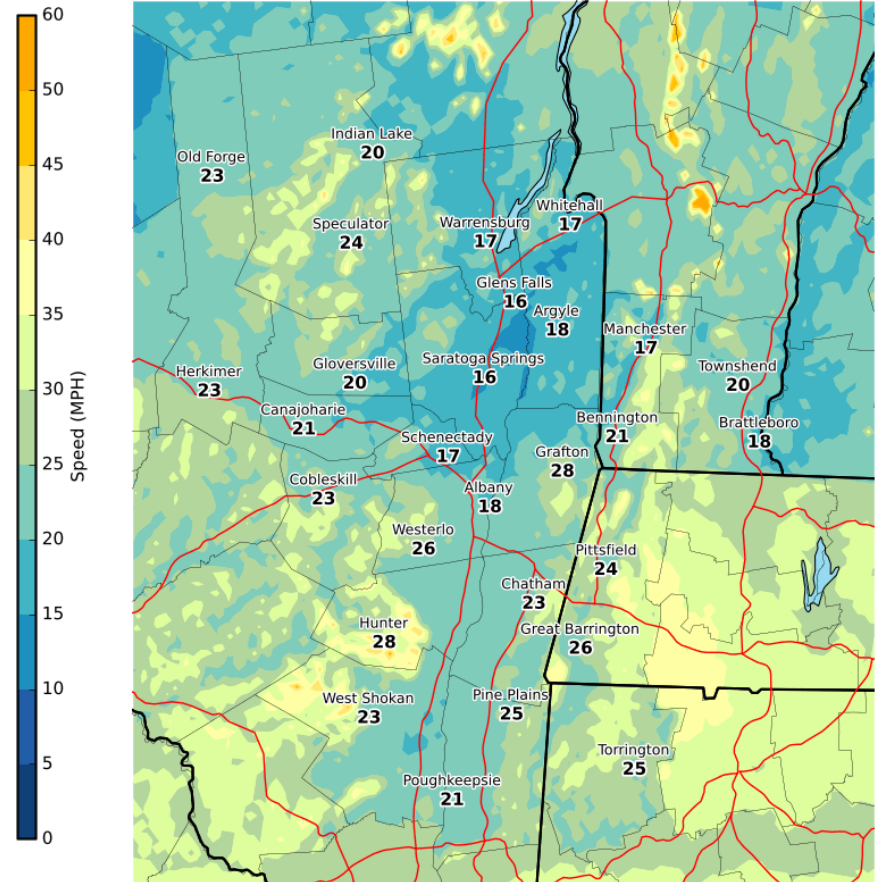 60
50
45
40
35
30
25
20
15
10
5
0
Speed (MPH)
Indian Lake
20
Old Forge
23
Whitehall
17
Speculator
24
Warrensburg
17
Glens Falls
16
Argyle
18
Manchester
17
Saratoga Springs
16
Gloversville
20
Herkimer
23
Townshend
20
Canajoharie
21
Bennington
21
Brattleboro
18
Schenectady
17
Grafton
28
Cobleskill
23
Albany
18
Westerlo
26
Pittsfield
24
Chatham
23
Hunter
28
Great Barrington
26
West Shokan
23
Pine Plains
25
Torrington
25
Poughkeepsie
21